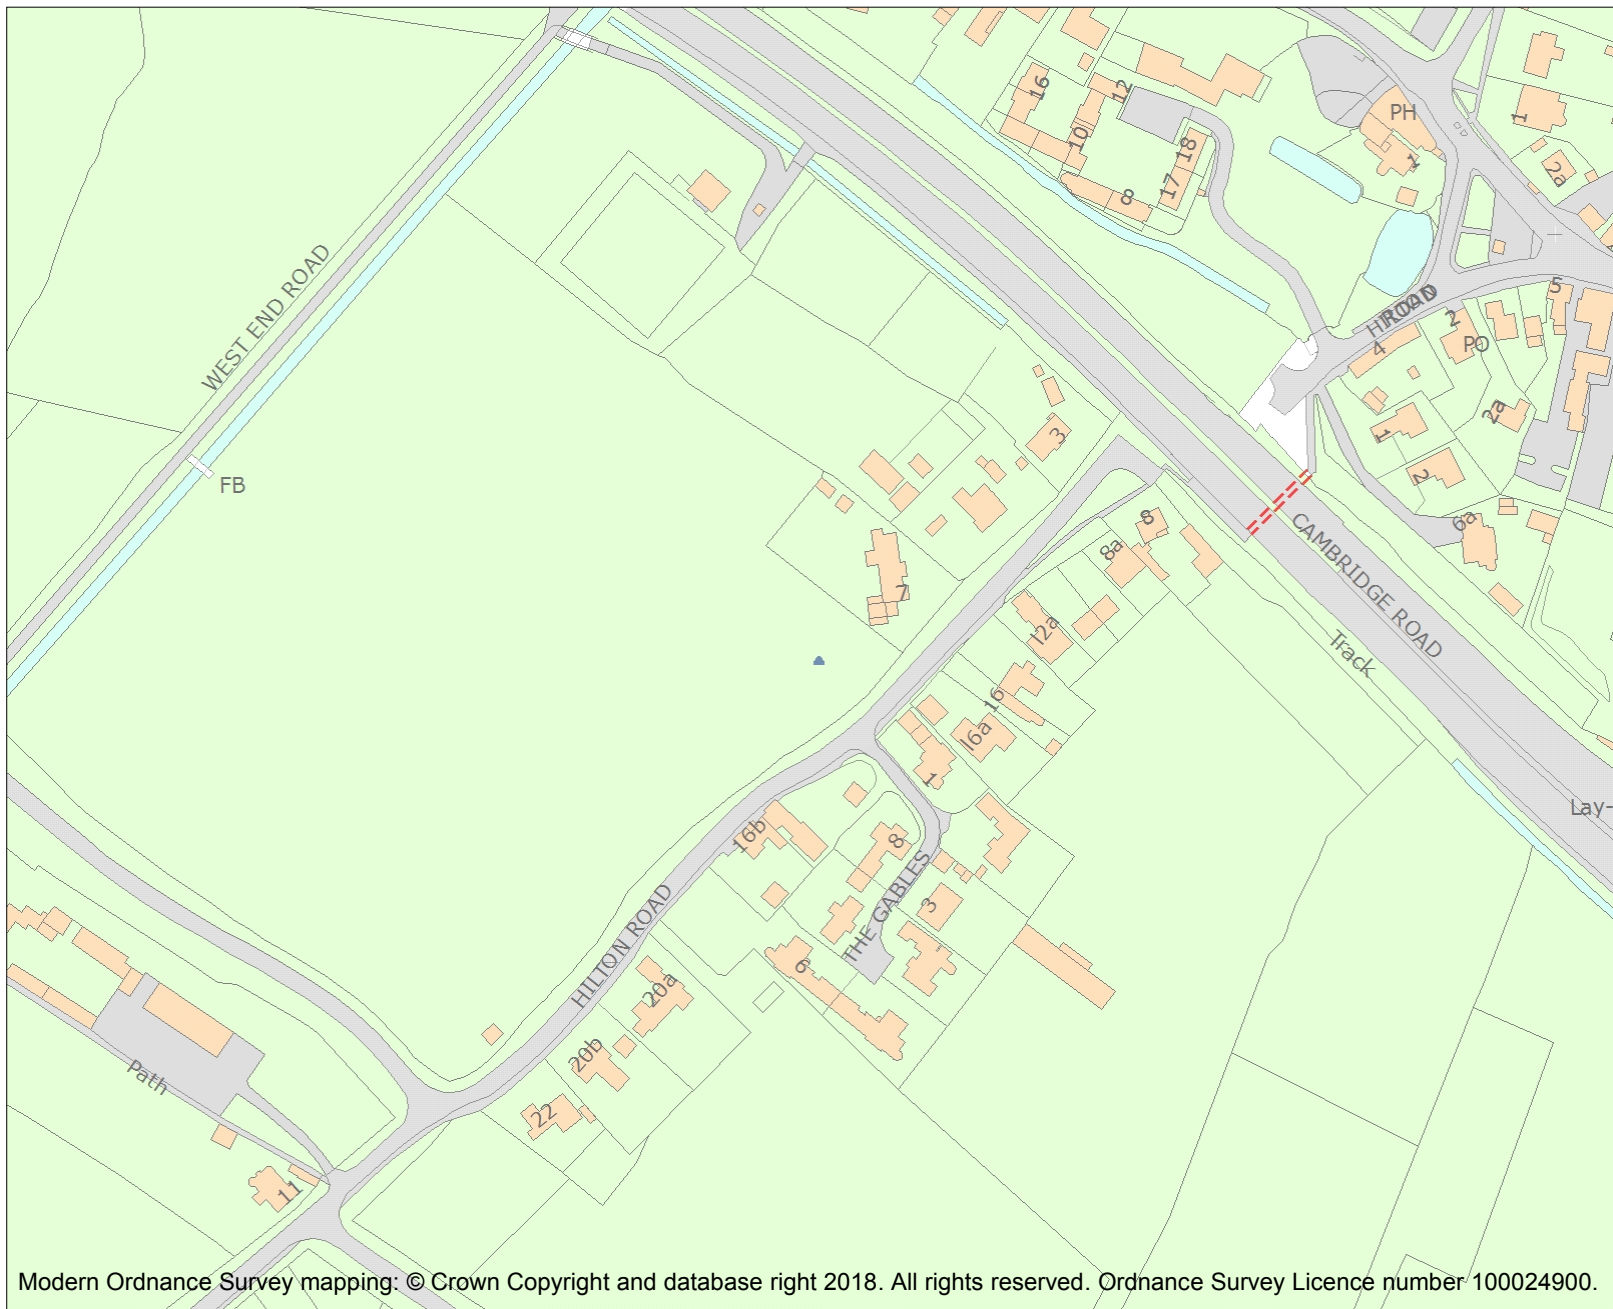 16
12
PH
1
10
1
18
2a
17
8
WEST END ROAD
5
ROAD
2
4
PO
2a
3
1
2
FB
8
6a
8a
CAMBRIDGE ROAD
7
12a
Track
16
16a
1
Lay-
16b
8
THE GABLES
3
HILTON ROAD
6
20a
20b
Path
22
11
Modern Ordnance Survey mapping: © Crown Copyright and database right 2018. All rights reserved. Ordnance Survey Licence number 100024900.